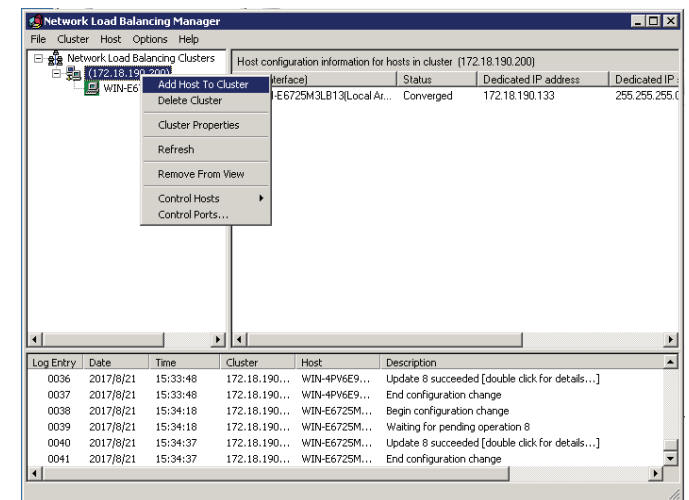 Network Load Balancing Manager
File Cluster Host Options Help
Network Load Balancing Clusters
(172.18.190.200)
WIN-E6
Add Host To Cluster
Delete Cluster
Cluster Properties
Refresh
Remove From View
Control Hosts
Control Ports...
Host configuration information for hosts in cluster (172.18.190.200)
terface) Status Dedicated IP address Dedicated IP
-E6725M3LB13(Local Ar... Converged 172.18.190.133 255.255.255.0
Log Entry Date Time Cluster Host Description
0036 2017/8/21 15:33:48 172.18.190... WIN-4PV6E9... Update 8 succeeded [double click for details...]
0037 2017/8/21 15:33:48 172.18.190... WIN-4PV6E9... End configuration change
0038 2017/8/21 15:34:18 172.18.190... WIN-E6725M... Begin configuration change
0039 2017/8/21 15:34:18 172.18.190... WIN-E6725M... Waiting for pending operation 8
0040 2017/8/21 15:34:37 172.18.190... WIN-E6725M... Update 8 succeeded [double click for details...]
0041 2017/8/21 15:34:37 172.18.190... WIN-E6725M... End configuration change